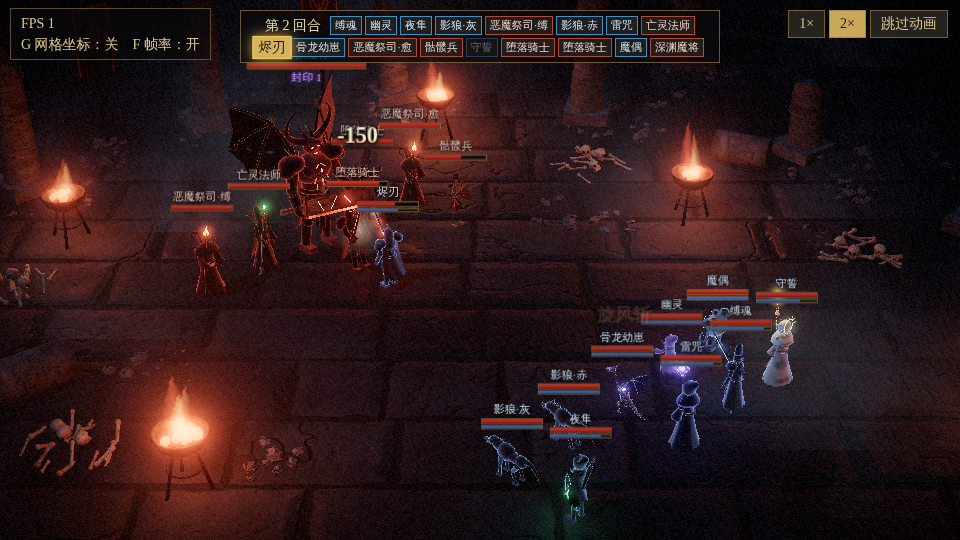 FPS 1
G 网格坐标：关 F 帧率：开
第 2 回合 缚魂 幽灵 夜隼 影狼·灰 恶魔祭司·缚 影狼·赤 雷咒 亡灵法师
烬刃 骨龙幼崽 恶魔祭司·愈 骷髅兵 守誓 堕落骑士 堕落骑士 魔偶 深渊魔将
1× 2× 跳过动画
封印 1
恶魔祭司·愈
-150
骷髅兵
亡灵法师
堕落骑士
恶魔祭司·缚
烬刃
魔偶
守誓
幽灵
缚魂
旋风斩
骨龙幼崽
雷咒
影狼·赤
影狼·灰
夜隼